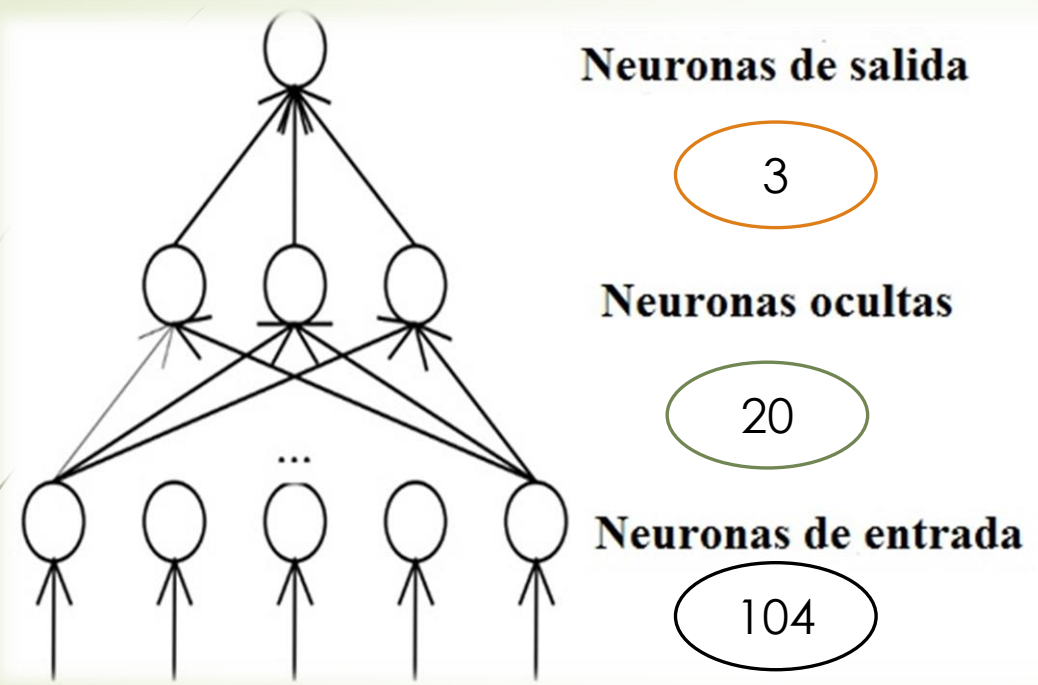 Neuronas de salida
3
Neuronas ocultas
20
...
Neuronas de entrada
104